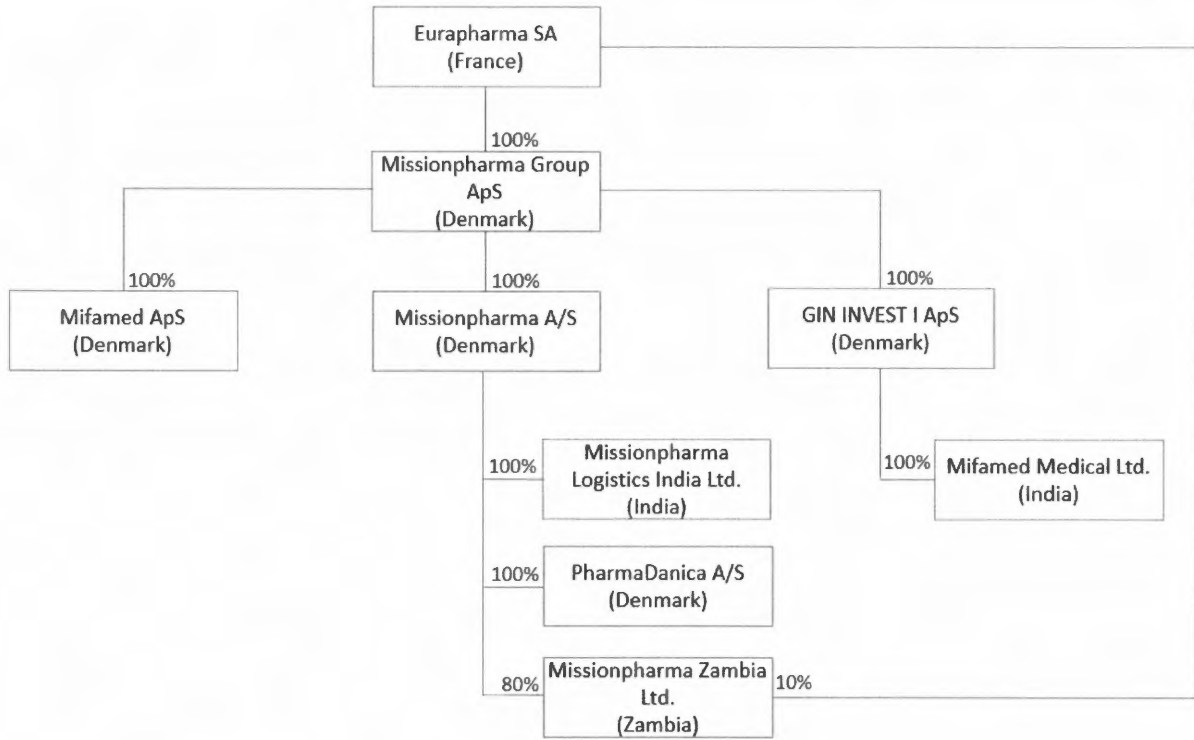 Eurapharma SA
(France)
100%
Missionpharma Group
ApS
(Denmark)
100%
100%
100%
Mifamed ApS
(Denmark)
Missionpharma A/S
(Denmark)
GIN INVEST I ApS
(Denmark)
100%
Missionpharma
Logistics India Ltd.
(India)
100%
Mifamed Medical Ltd.
(India)
100%
PharmaDanica A/S
(Denmark)
80%
Missionpharma Zambia
Ltd.
(Zambia)
10%